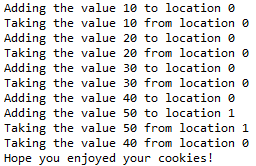 Adding the value 10 to location 0
Taking the value 10 from location 0
Adding the value 20 to location 0
Taking the value 20 from location 0
Adding the value 30 to location 0
Taking the value 30 from location 0
Adding the value 40 to location 0
Adding the value 50 to location 1
Taking the value 50 from location 1
Taking the value 40 from location 0
Hope you enjoyed your cookies!